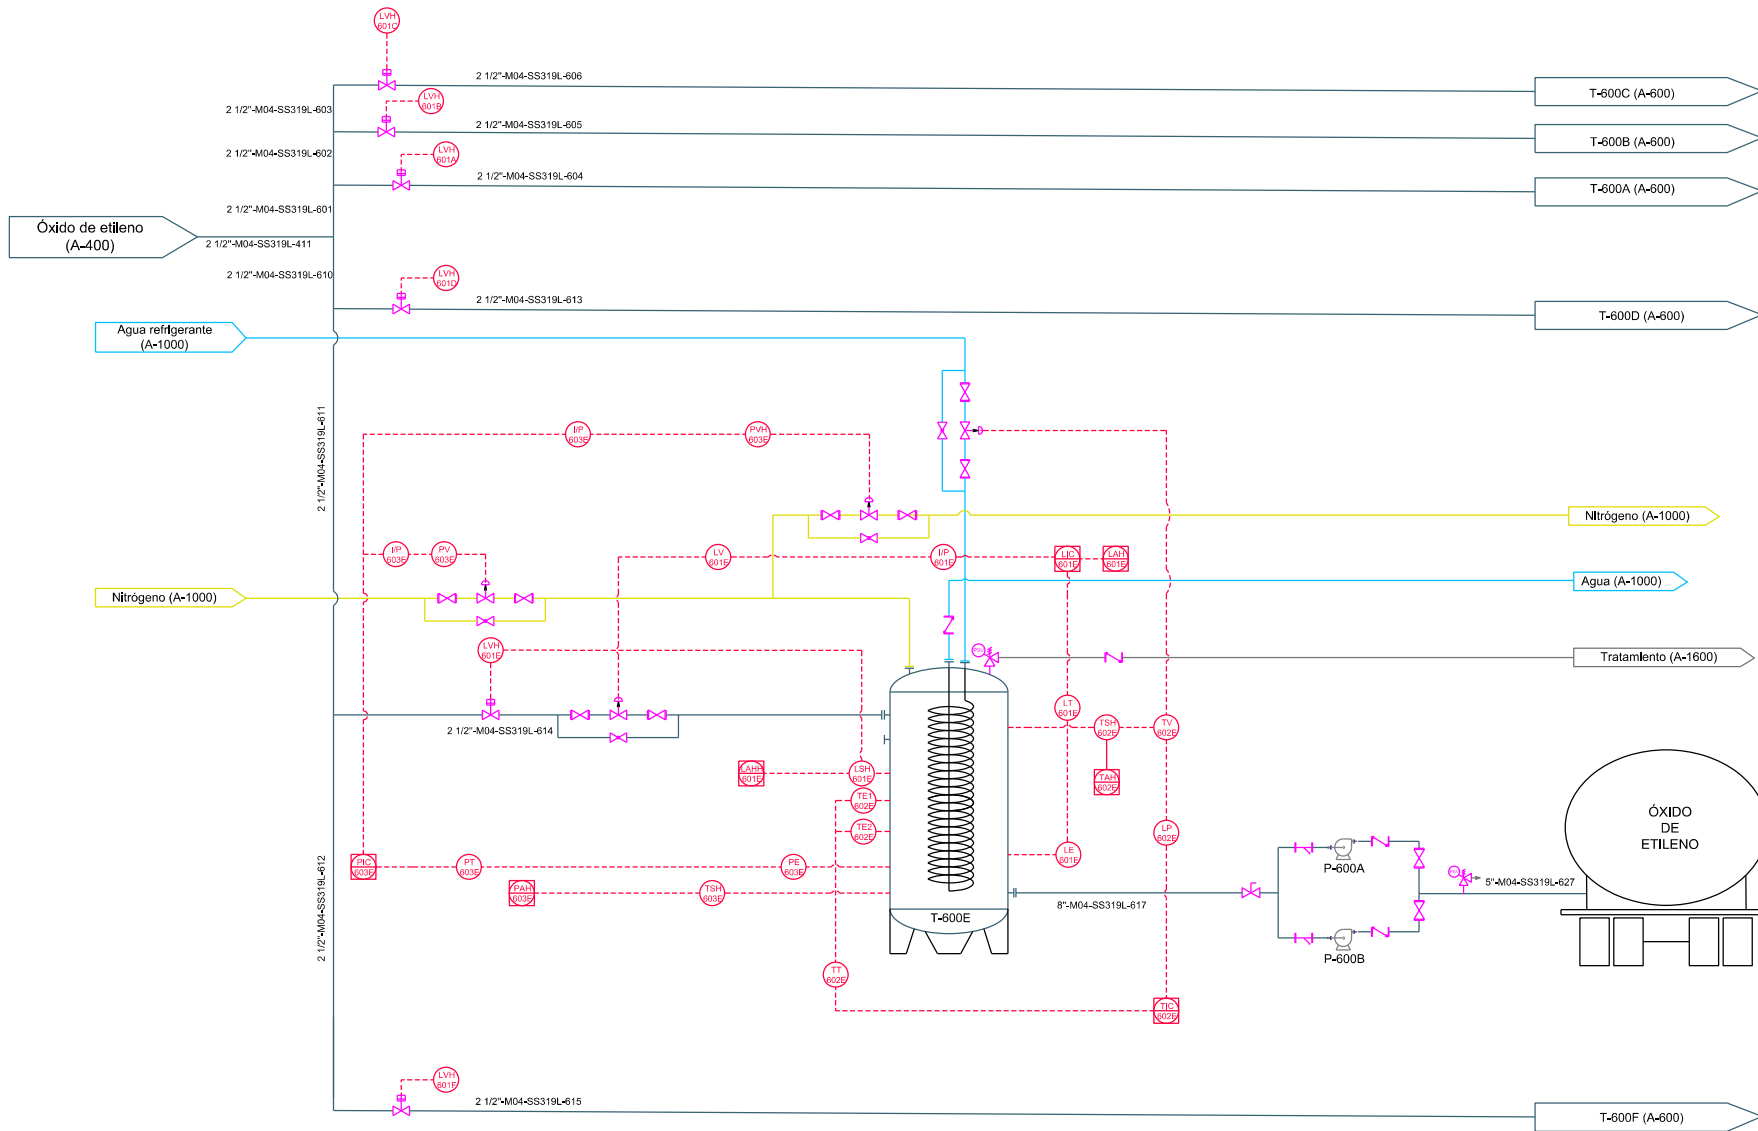 LVH
601C
2 1/2"-M04-SS319L-606
T-600C (A-600)
2 1/2"-M04-SS319L-603
LVH
601B
2 1/2"-M04-SS319L-605
T-600B (A-600)
2 1/2"-M04-SS319L-602
LVH
601A
2 1/2"-M04-SS319L-604
T-600A (A-600)
2 1/2"-M04-SS319L-601
Óxido de etileno
(A-400)
2 1/2"-M04-SS319L-411
2 1/2"-M04-SS319L-610
LVH
601D
2 1/2"-M04-SS319L-613
T-600D (A-600)
Agua refrigerante
(A-1000)
2 1/2"-M04-SS319L-611
I/P
603E
PVH
603E
Nitrógeno (A-1000)
I/P
603E
PV
603E
LV
601E
I/P
601E
LIC
601E
LAH
601E
Agua (A-1000)
Nitrógeno (A-1000)
LVH
601E
PSV
Tratamiento (A-1600)
2 1/2"-M04-SS319L-614
LT
601E
TSH
602E
TV
602E
LAHH
601E
LSH
601E
TAH
602E
TE1
602E
TE2
602E
LP
602E
ÓXIDO
DE
ETILENO
PIC
603E
PT
603E
PE
603E
LE
601E
P-600A
PAH
603E
TSH
603E
PSV
5"-M04-SS319L-627
8"-M04-SS319L-617
T-600E
2 1/2"-M04-SS319L-612
P-600B
TT
602E
TIC
602E
LVH
601F
2 1/2"-M04-SS319L-615
T-600F (A-600)